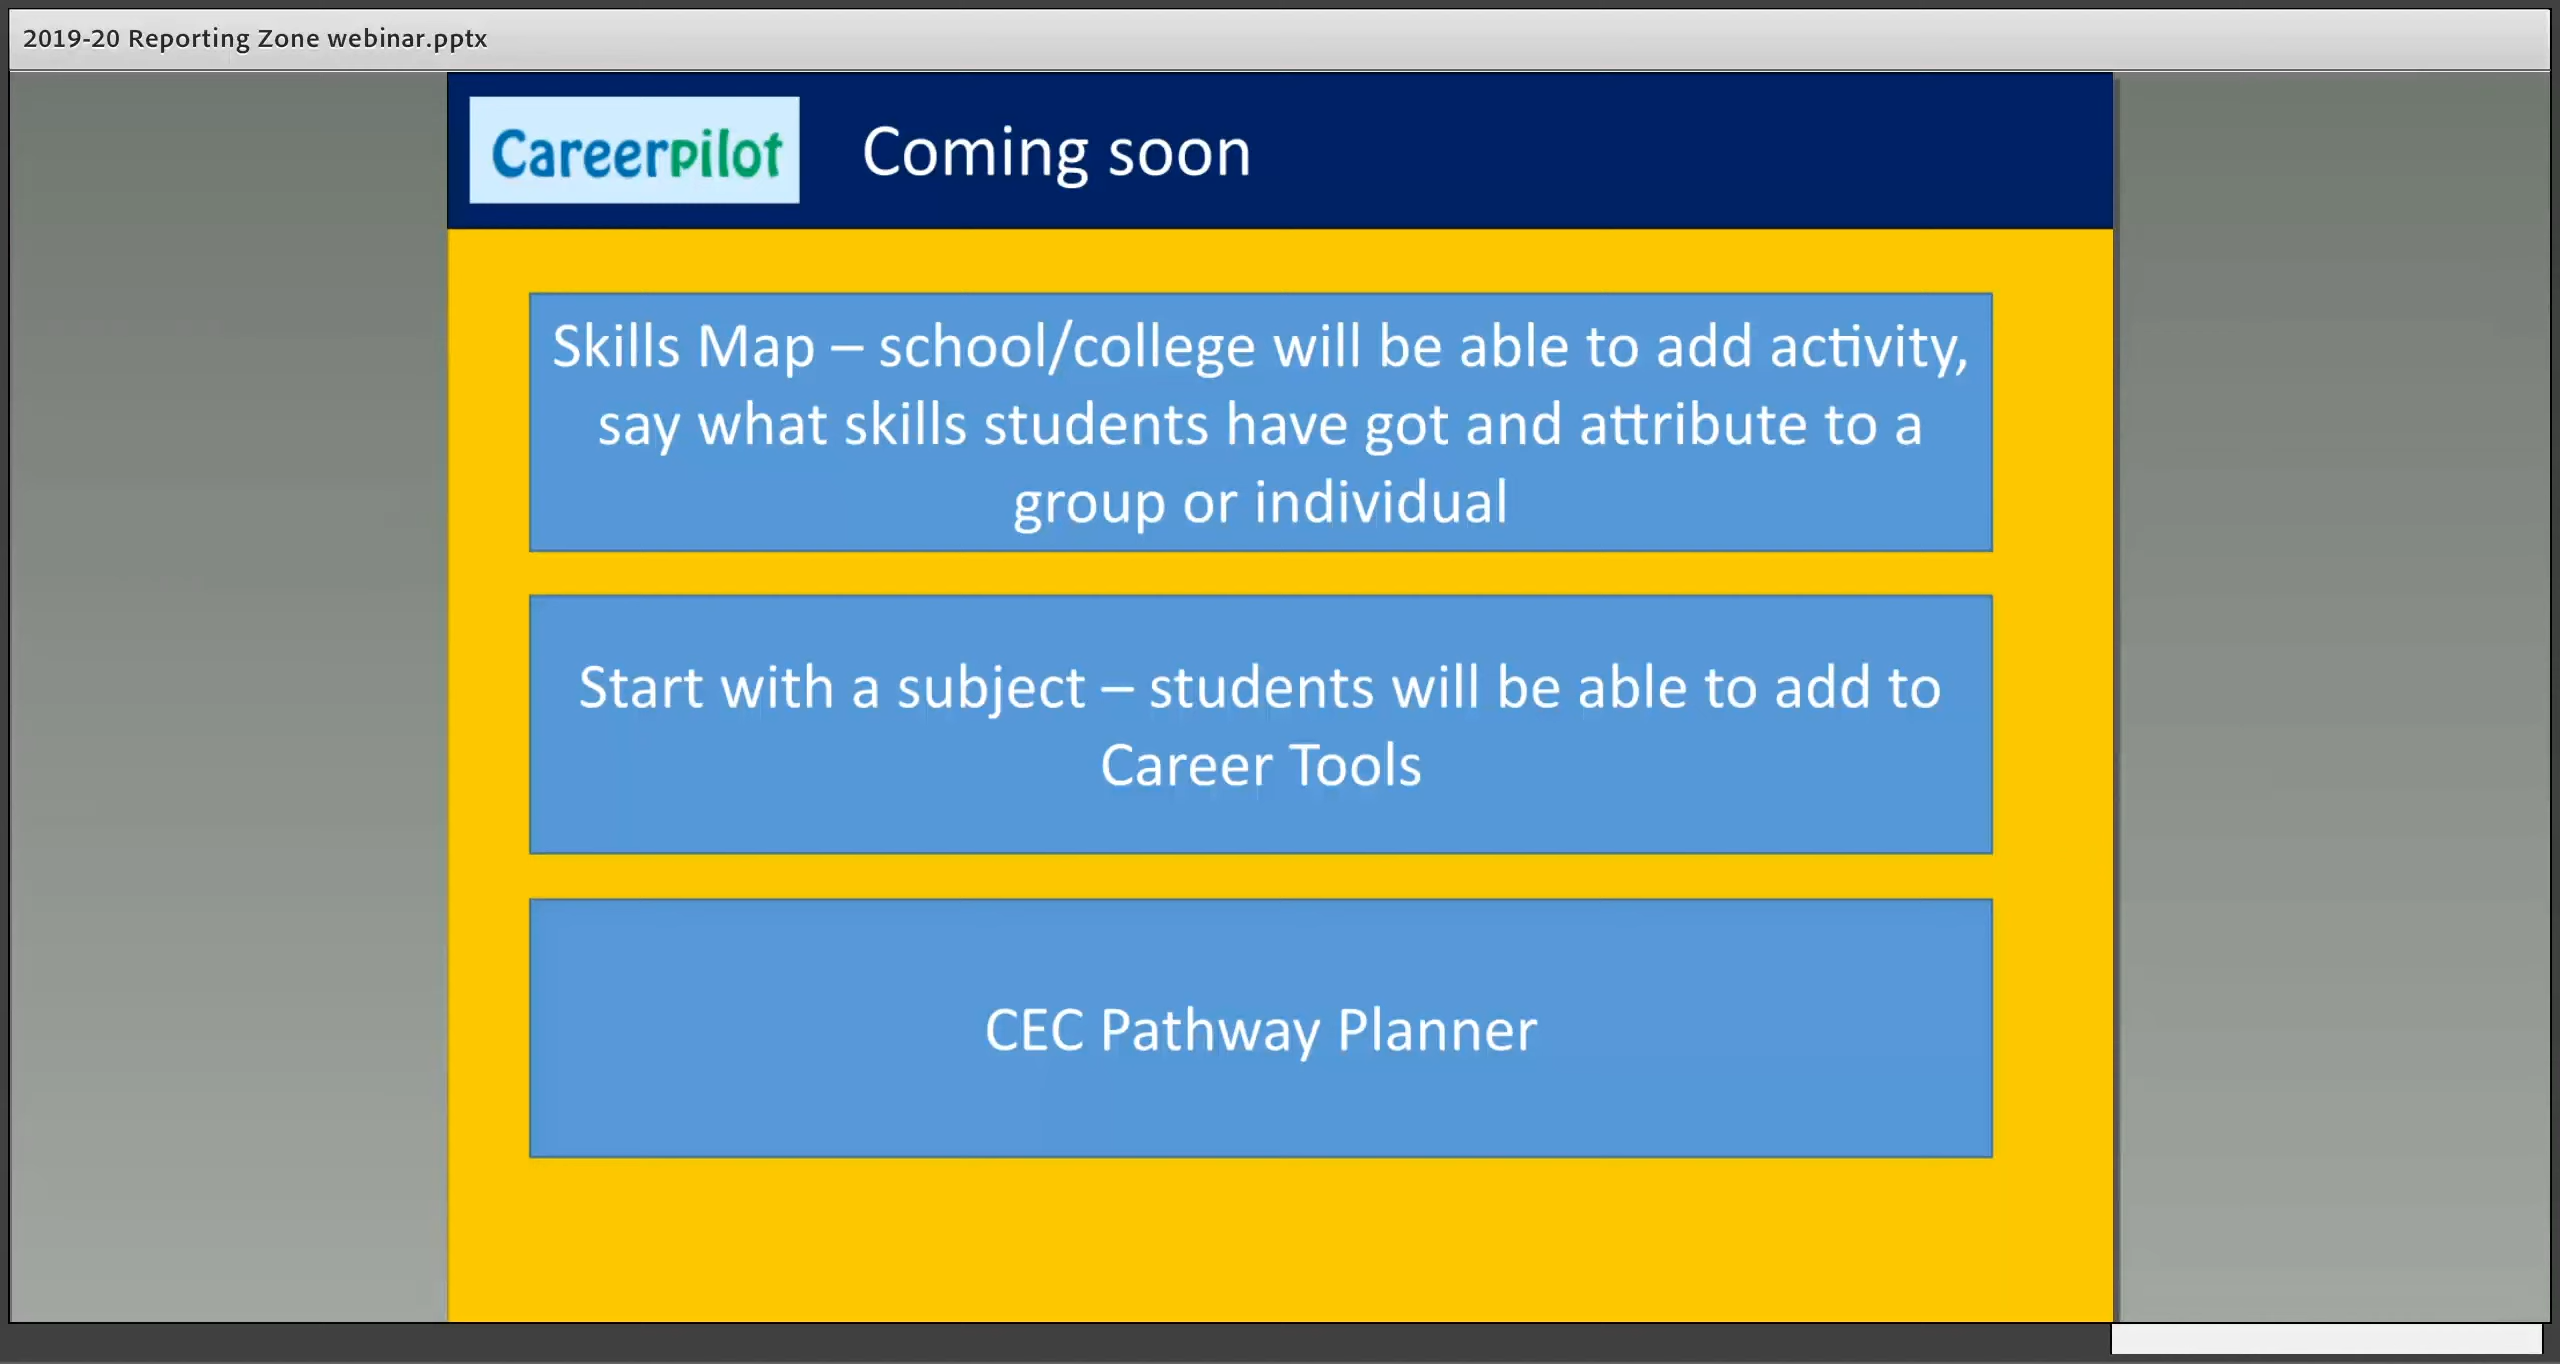 2019-20 Reporting Zone webinar.pptx
Careerpilot
Coming soon
Skills Map – school/college will be able to add activity,
say what skills students have got and attribute to a
group or individual
Start with a subject – students will be able to add to
Career Tools
CEC Pathway Planner